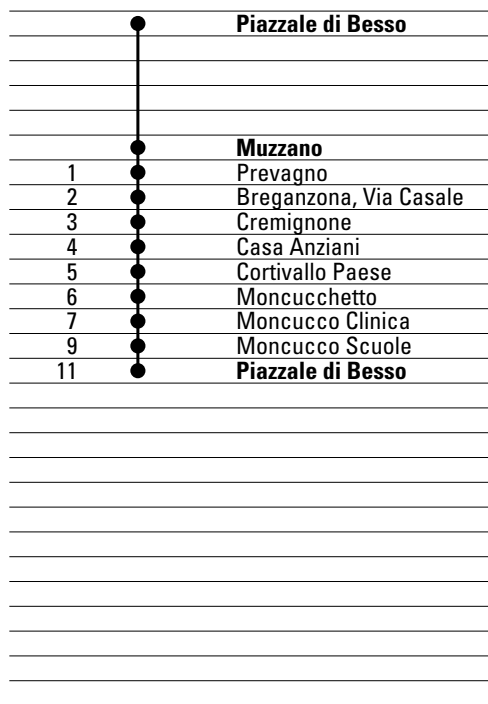 Piazzale di Besso
Muzzano
1 Prevagno
2 Breganzona, Via Casale
3 Cremignone
4 Casa Anziani
5 Cortivallo Paese
6 Moncucchetto
7 Moncucco Clinica
9 Moncucco Scuole
11 Piazzale di Besso